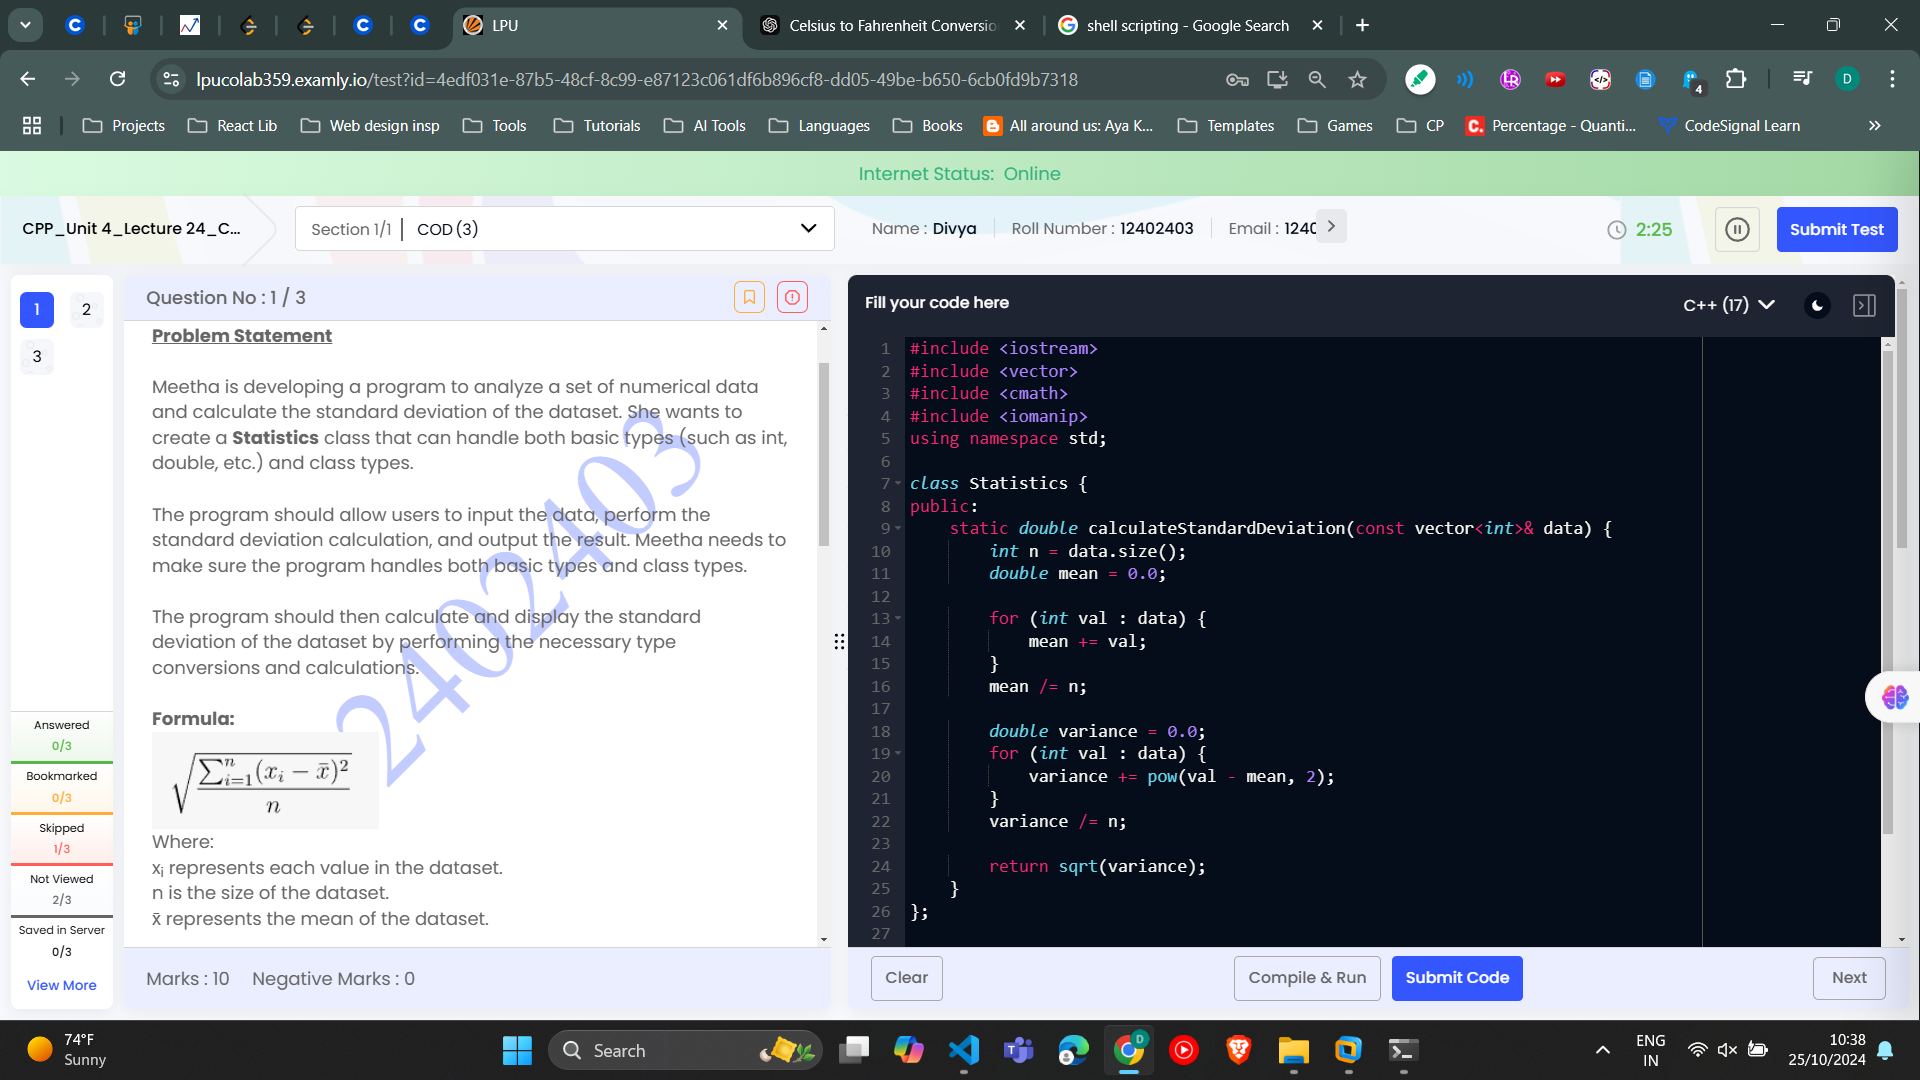 LPU
Celsius to Fahrenheit Conversio
shell scripting - Google Search
lpucolab359.examly.io/test?id=4edf031e-87b5-48cf-8c99-e87123c061df6b896cf8-dd05-49be-b650-6cb0fd9b7318
4
D
Projects
React Lib
Web design insp
Tools
Tutorials
AI Tools
Languages
Books
All around us: Aya K...
Templates
Games
CP
Percentage - Quanti...
CodeSignal Learn
Internet Status: Online
CPP_Unit 4_Lecture 24_C...
Section 1/1 | COD (3)
Name : Divya
Roll Number : 12402403
Email : 1240
2:25
Submit Test
1
2
3
Answered
0/3
Bookmarked
0/3
Skipped
1/3
Not Viewed
2/3
Saved in Server
0/3
View More
Question No : 1 / 3
Problem Statement
Meetha is developing a program to analyze a set of numerical data
and calculate the standard deviation of the dataset. She wants to
create a Statistics class that can handle both basic types (such as int,
double, etc.) and class types.
The program should allow users to input the data, perform the
standard deviation calculation, and output the result. Meetha needs to
make sure the program handles both basic types and class types.
The program should then calculate and display the standard
deviation of the dataset by performing the necessary type
conversions and calculations.
Formula:
√(∑ⁿᵢ₌₁(xᵢ − x̄)² / n)
Where:
xᵢ represents each value in the dataset.
n is the size of the dataset.
x̄ represents the mean of the dataset.
2402403
Marks : 10 Negative Marks : 0
Fill your code here
C++ (17)
1 #include <iostream>
2 #include <vector>
3 #include <cmath>
4 #include <iomanip>
5 using namespace std;
6
7 class Statistics {
8 public:
9     static double calculateStandardDeviation(const vector<int>& data) {
10         int n = data.size();
11         double mean = 0.0;
12
13         for (int val : data) {
14             mean += val;
15         }
16         mean /= n;
17
18         double variance = 0.0;
19         for (int val : data) {
20             variance += pow(val - mean, 2);
21         }
22         variance /= n;
23
24         return sqrt(variance);
25     }
26 };
27
Clear
Compile & Run
Submit Code
Next
74°F
Sunny
Search
D
ENG
IN
10:38
25/10/2024